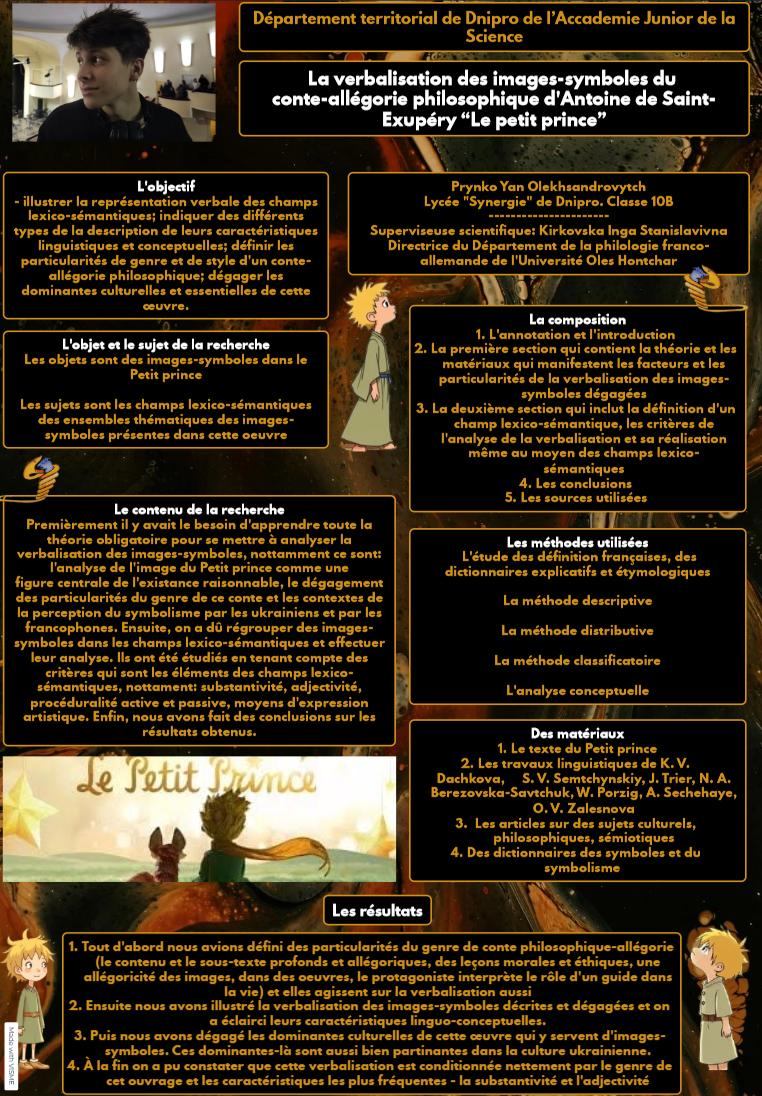 Département territorial de Dnipro de l'Accademie Junior de la
Science
La verbalisation des images-symboles du
conte-allégorie philosophique d'Antoine de Saint-
Exupéry “Le petit prince”
L'objectif
- illustrer la représentation verbale des champs
lexico-sémantiques; indiquer des différents
types de la description de leurs caractéristiques
linguistiques et conceptuelles; définir les
particularités de genre et de style d'un conte-
allégorie philosophique; dégager les
dominantes culturelles et essentielles de cette
œuvre.
Prynko Yan Olekhsandrovytch
Lycée "Synergie" de Dnipro. Classe 10B
----------------------
Superviseuse scientifique: Kirkovska Inga Stanislavivna
Directrice du Département de la philologie franco-
allemande de l'Université Oles Hontchar
L'objet et le sujet de la recherche
Les objets sont des images-symboles dans le
Petit prince
Les sujets sont les champs lexico-sémantiques
des ensembles thématiques des images-
symboles présentes dans cette oeuvre
La composition
1. L'annotation et l'introduction
2. La première section qui contient la théorie et les
matériaux qui manifestent les facteurs et les
particularités de la verbalisation des images-
symboles dégagées
3. La deuxième section qui inclut la définition d'un
champ lexico-sémantique, les critères de
l'analyse de la verbalisation et sa réalisation
même au moyen des champs lexico-
sémantiques
4. Les conclusions
5. Les sources utilisées
Le contenu de la recherche
Premièrement il y avait le besoin d'apprendre toute la
théorie obligatoire pour se mettre à analyser la
verbalisation des images-symboles, nottamment ce sont:
l'analyse de l'image du Petit prince comme une
figure centrale de l'existance raisonnable, le dégagement
des particularités du genre de ce conte et les contextes de
la perception du symbolisme par les ukrainiens et par les
francophones. Ensuite, on a dû régrouper des images-
symboles dans les champs lexico-sémantiques et effectuer
leur analyse. Ils ont été étudiés en tenant compte des
critères qui sont les éléments des champs lexico-
sémantiques, nottament: substantivité, adjectivité,
procéduralité active et passive, moyens d'expression
artistique. Enfin, nous avons fait des conclusions sur les
résultats obtenus.
Les méthodes utilisées
L'étude des définition françaises, des
dictionnaires explicatifs et étymologiques
La méthode descriptive
La méthode distributive
La méthode classificatoire
L'analyse conceptuelle
Des matériaux
1. Le texte du Petit prince
2. Les travaux linguistiques de K. V.
Dachkova, S. V. Semtchynskiy, J. Trier, N. A.
Berezovska-Savtchuk, W. Porzig, A. Sechehaye,
O. V. Zalesnova
3. Les articles sur des sujets culturels,
philosophiques, sémiotiques
4. Des dictionnaires des symboles et du
symbolisme
Le Petit Prince
Les résultats
1. Tout d'abord nous avions défini des particularités du genre de conte philosophique-allégorie
(le contenu et le sous-texte profonds et allégoriques, des leçons morales et éthiques, une
allégoricité des images, dans des oeuvres, le protagoniste interprète le rôle d'un guide dans
la vie) et elles agissent sur la verbalisation aussi
2. Ensuite nous avons illustré la verbalisation des images-symboles décrites et dégagées et on
a éclairci leurs caractéristiques linguo-conceptuelles.
3. Puis nous avons dégagé les dominantes culturelles de cette œuvre qui y servent d'images-
symboles. Ces dominantes-là sont aussi bien partinantes dans la culture ukrainienne.
4. À la fin on a pu constater que cette verbalisation est conditionnée nettement par le genre de
cet ouvrage et les caractéristiques les plus fréquentes - la substantivité et l'adjectivité
Made with VISME